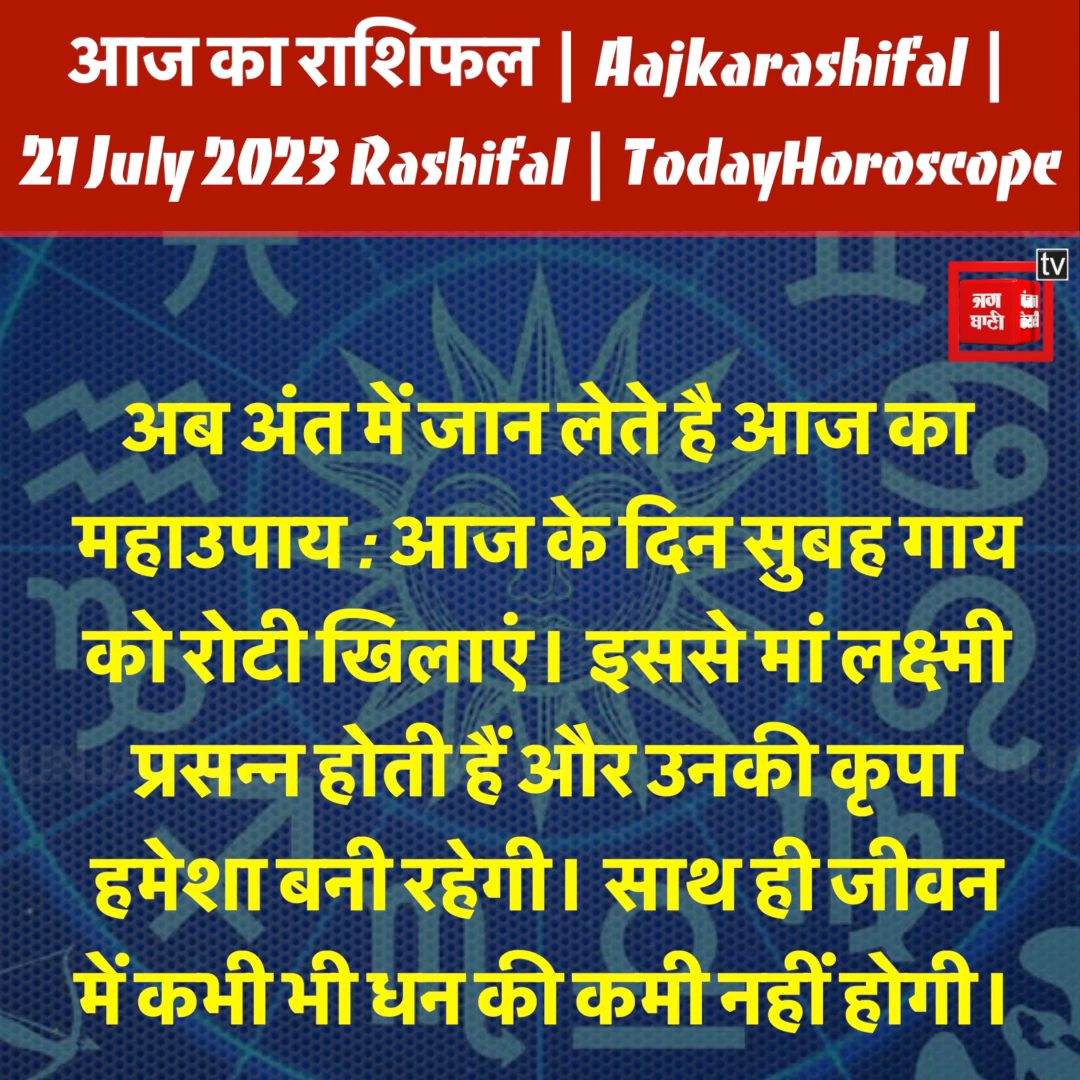 आज का राशिफल | Aajkarashifal |
21 July 2023 Rashifal | TodayHoroscope
tv
अब अंत में जान लेते है आज का
महाउपाय : आज के दिन सुबह गाय
को रोटी खिलाएं। इससे मां लक्ष्मी
प्रसन्न होती हैं और उनकी कृपा
हमेशा बनी रहेगी। साथ ही जीवन
में कभी भी धन की कमी नहीं होगी।